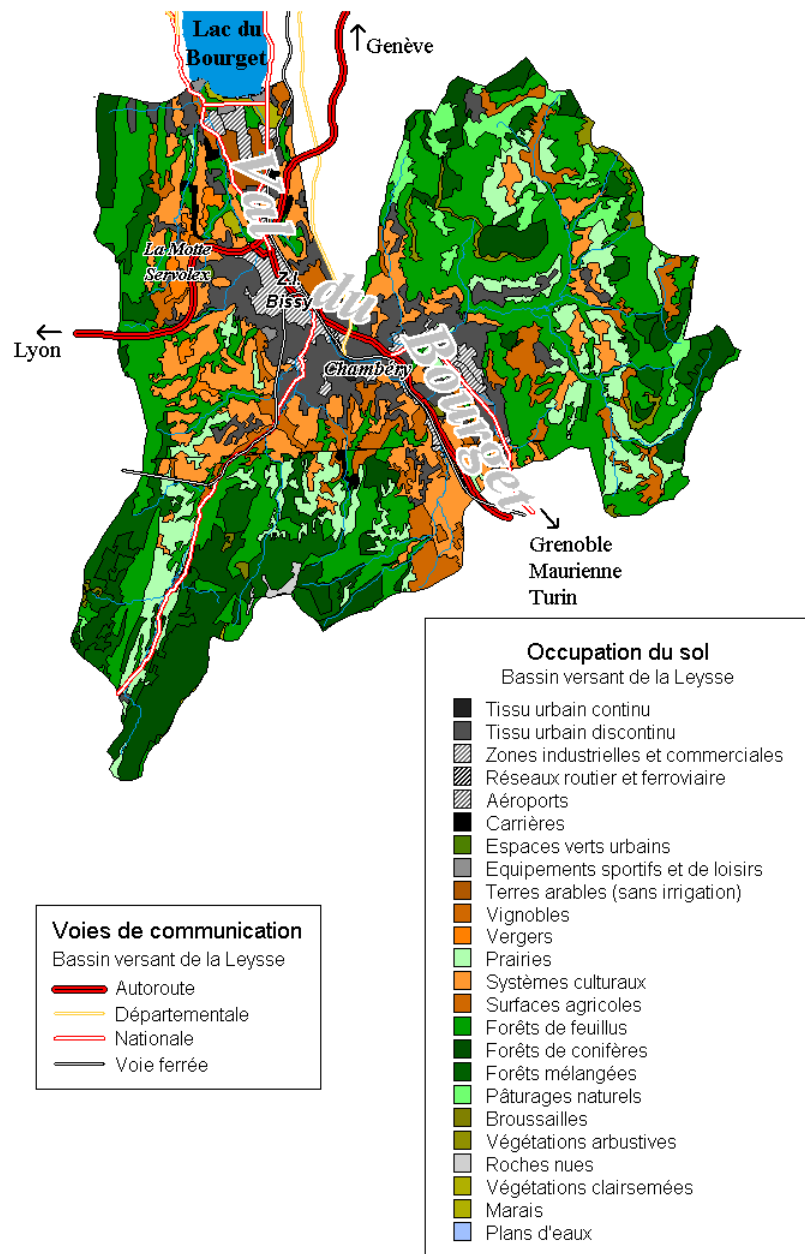 Lac du
Bourget
Genève
Val
du
Bourget
La Motte
Servolex
Z.I.
Bissy
Lyon
Chambéry
Grenoble
Maurienne
Turin
Occupation du sol
Bassin versant de la Leysse
Tissu urbain continu
Tissu urbain discontinu
Zones industrielles et commerciales
Réseaux routier et ferroviaire
Aéroports
Carrières
Espaces verts urbains
Equipements sportifs et de loisirs
Terres arables (sans irrigation)
Vignobles
Vergers
Prairies
Systèmes culturaux
Surfaces agricoles
Forêts de feuillus
Forêts de conifères
Forêts mélangées
Pâturages naturels
Broussailles
Végétations arbustives
Roches nues
Végétations clairsemées
Marais
Plans d'eaux
Voies de communication
Bassin versant de la Leysse
Autoroute
Départementale
Nationale
Voie ferrée